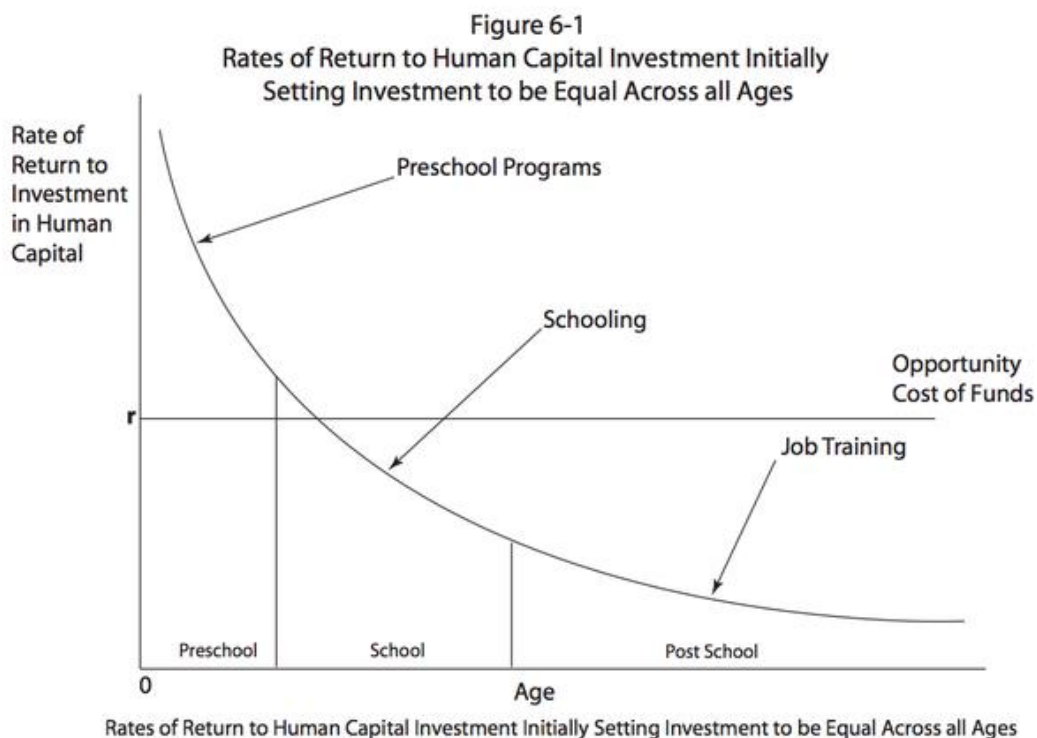 Figure 6-1
Rates of Return to Human Capital Investment Initially
Setting Investment to be Equal Across all Ages
Rate of
Return to
Investment
in Human
Capital
Preschool Programs
Schooling
Opportunity
Cost of Funds
r
Job Training
Preschool
School
Post School
0
Age
Rates of Return to Human Capital Investment Initially Setting Investment to be Equal Across all Ages